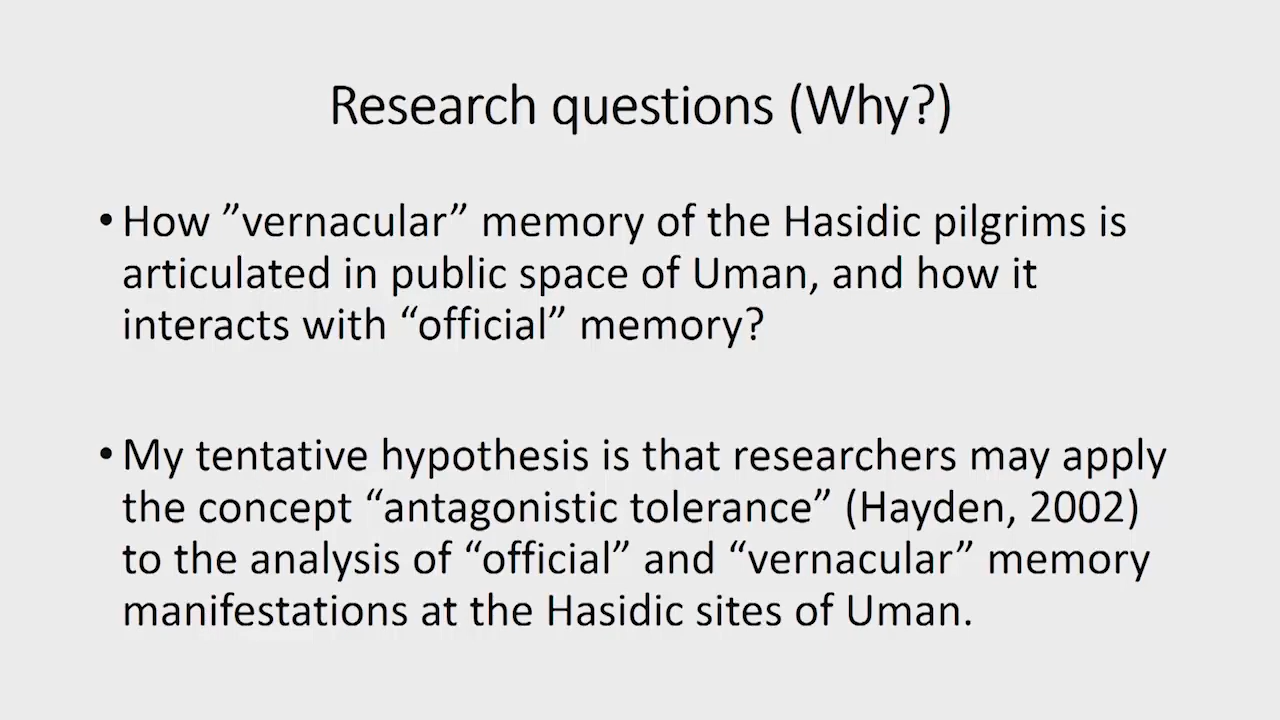 Research questions (Why?)
• How ”vernacular” memory of the Hasidic pilgrims is
articulated in public space of Uman, and how it
interacts with “official” memory?
• My tentative hypothesis is that researchers may apply
the concept “antagonistic tolerance” (Hayden, 2002)
to the analysis of “official” and “vernacular” memory
manifestations at the Hasidic sites of Uman.